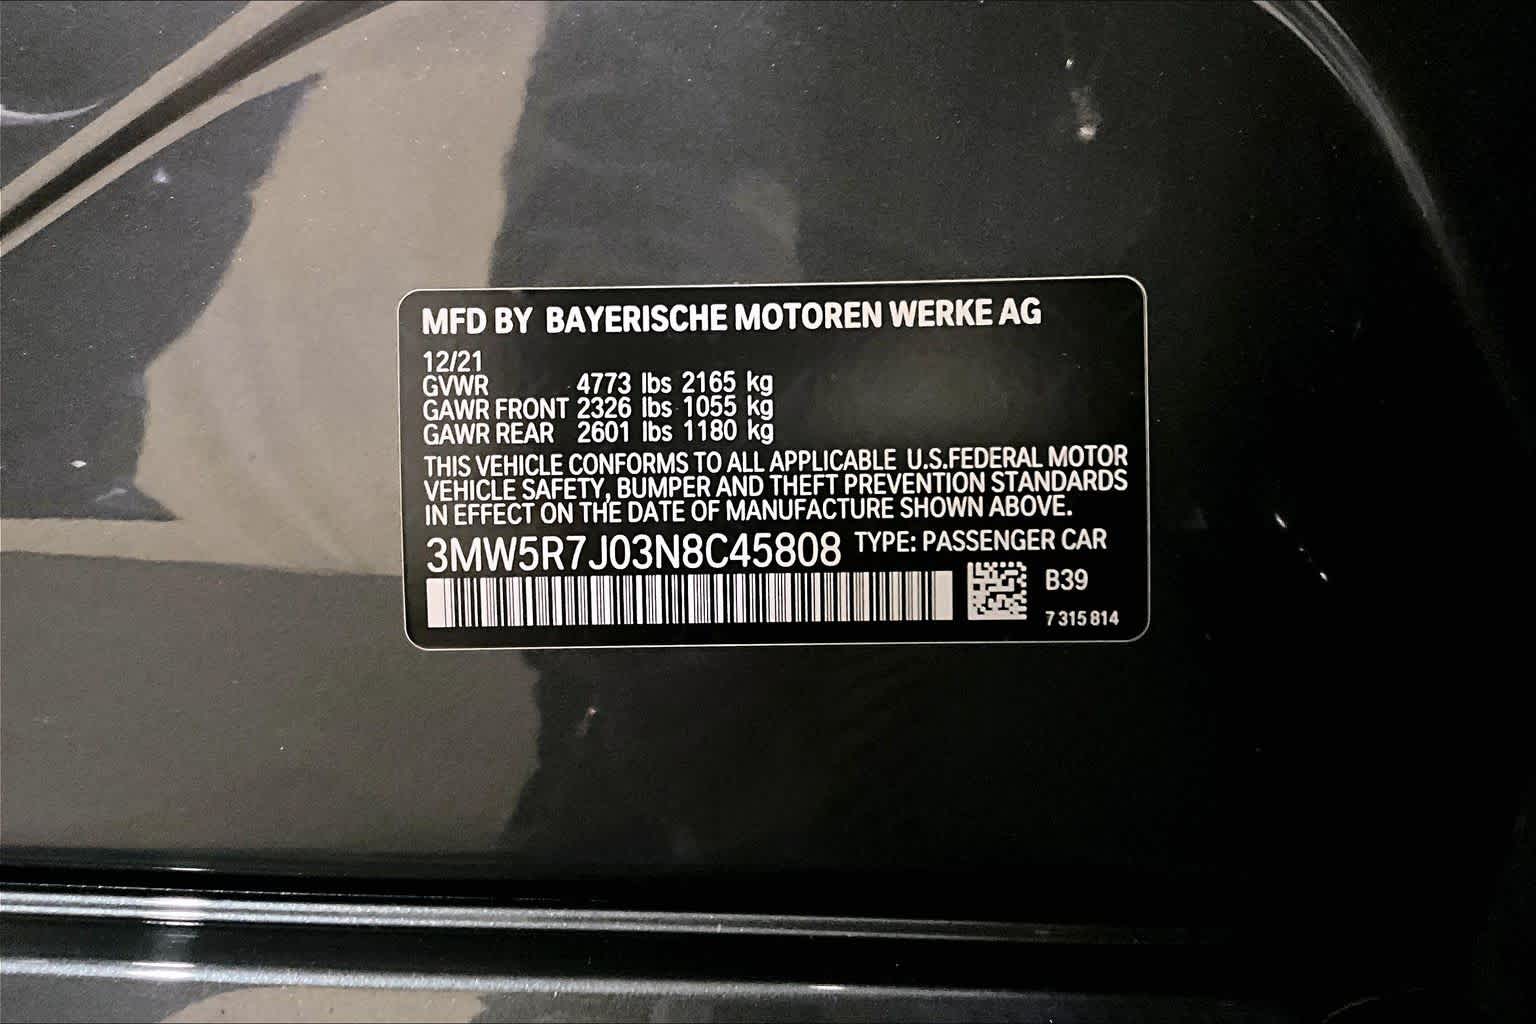 MFD BY BAYERISCHE MOTOREN WERKE AG
12/21
GVWR 4773 lbs 2165 kg
GAWR FRONT 2326 lbs 1055 kg
GAWR REAR 2601 lbs 1180 kg
THIS VEHICLE CONFORMS TO ALL APPLICABLE U.S.FEDERAL MOTOR
VEHICLE SAFETY, BUMPER AND THEFT PREVENTION STANDARDS
IN EFFECT ON THE DATE OF MANUFACTURE SHOWN ABOVE.
3MW5R7J03N8C45808 TYPE: PASSENGER CAR
B39
7 315 814